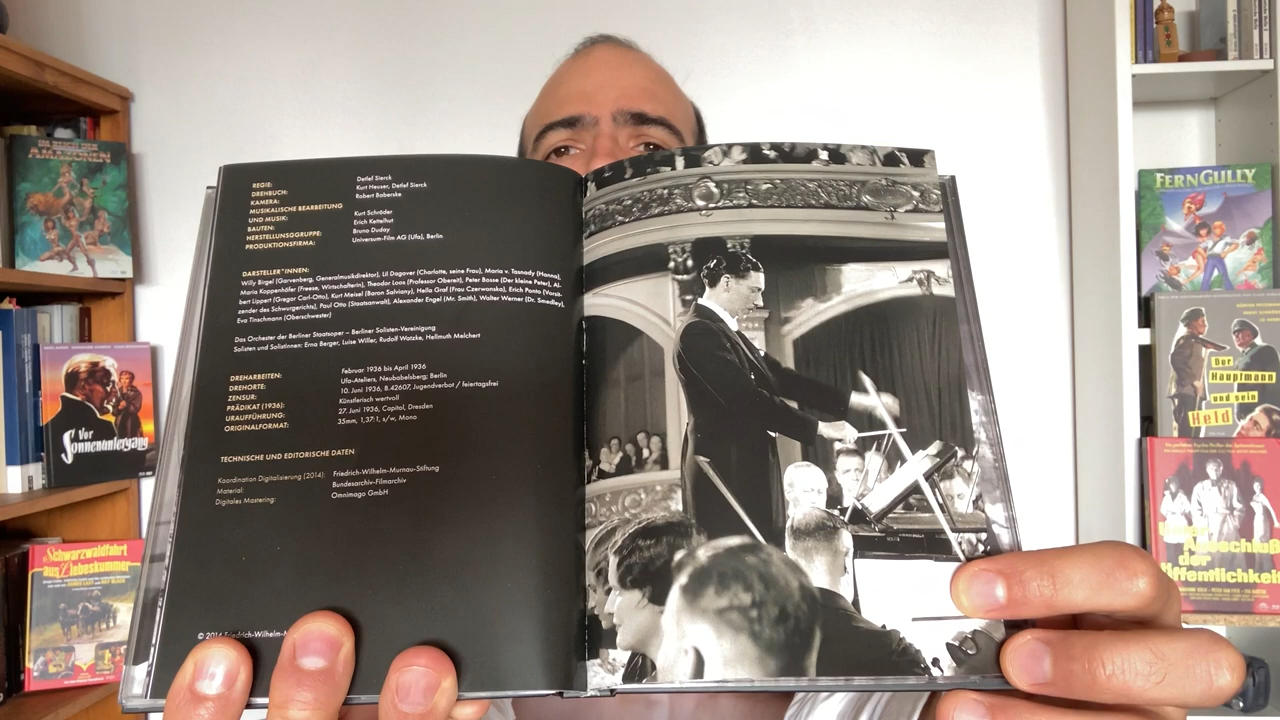 REGIE: Detlef Sierck
DREHBUCH: Kurt Heuser, Detlef Sierck
KAMERA: Robert Baberske
MUSIKALISCHE BEARBEITUNG
UND MUSIK: Kurt Schröder
BAUTEN: Erich Kettelhut
HERSTELLUNGSGRUPPE: Bruno Duday
PRODUKTIONSFIRMA: Universum-Film AG (Ufa), Berlin
DARSTELLER*INNEN:
Willy Birgel (Garvenberg, Generalmusikdirektor), Lil Dagover (Charlotte, seine Frau), Maria v. Tasnady (Hanna),
Maria Koppenhöfer (Freese, Wirtschafterin), Theodor Loos (Professor Obereit), Peter Bosse (Der kleine Peter), Al-
bert Lippert (Gregor Carl-Otto), Kurt Meisel (Baron Salviany), Hella Graf (Frau Czerwonska), Erich Ponto (Vorsit-
zender des Schwurgerichts), Paul Otto (Staatsanwalt), Alexander Engel (Mr. Smith), Walter Werner (Dr. Smedley),
Eva Tinschmann (Oberschwester)
Das Orchester der Berliner Staatsoper – Berliner Solisten-Vereinigung
Solisten und Solistinnen: Erna Berger, Luise Willer, Rudolf Watzke, Hellmuth Melchert
DREHARBEITEN: Februar 1936 bis April 1936
DREHORTE: Ufa-Ateliers, Neubabelsberg; Berlin
ZENSUR: 10. Juni 1936, B.42607, Jugendverbot / feiertagsfrei
PRÄDIKAT (1936): Künstlerisch wertvoll
URAUFFÜHRUNG: 27. Juni 1936, Capitol, Dresden
ORIGINALFORMAT: 35mm, 1,37:1, s/w, Mono
TECHNISCHE UND EDITORISCHE DATEN
Koordination Digitalisierung (2014): Friedrich-Wilhelm-Murnau-Stiftung
Material: Bundesarchiv-Filmarchiv
Digitales Mastering: Omnimago GmbH
IM REICH DER
AMAZONEN
Vor
Sonnenuntergang
Schwarzwaldfahrt
aus Liebeskummer
FERNGULLY
Der
Hauptmann
und sein
Held
Unter
Ausschluß
der
Öffentlichkeit